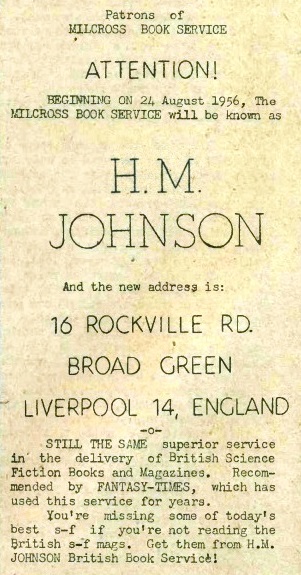 Patrons of
MILCROSS BOOK SERVICE
ATTENTION!
BEGINNING ON 24 August 1956, The
MILCROSS BOOK SERVICE will be known as
H.M.
JOHNSON
And the new address is:
16 ROCKVILLE RD.
BROAD GREEN
LIVERPOOL 14, ENGLAND
-o-
STILL THE SAME superior service
in the delivery of British Science
Fiction Books and Magazines. Recom-
mended by FANTASY-TIMES, which has
used this service for years.
You're missing some of today's
best s-f if you're not reading the
British s-f mags. Get them from H.M.
JOHNSON British Book Service!